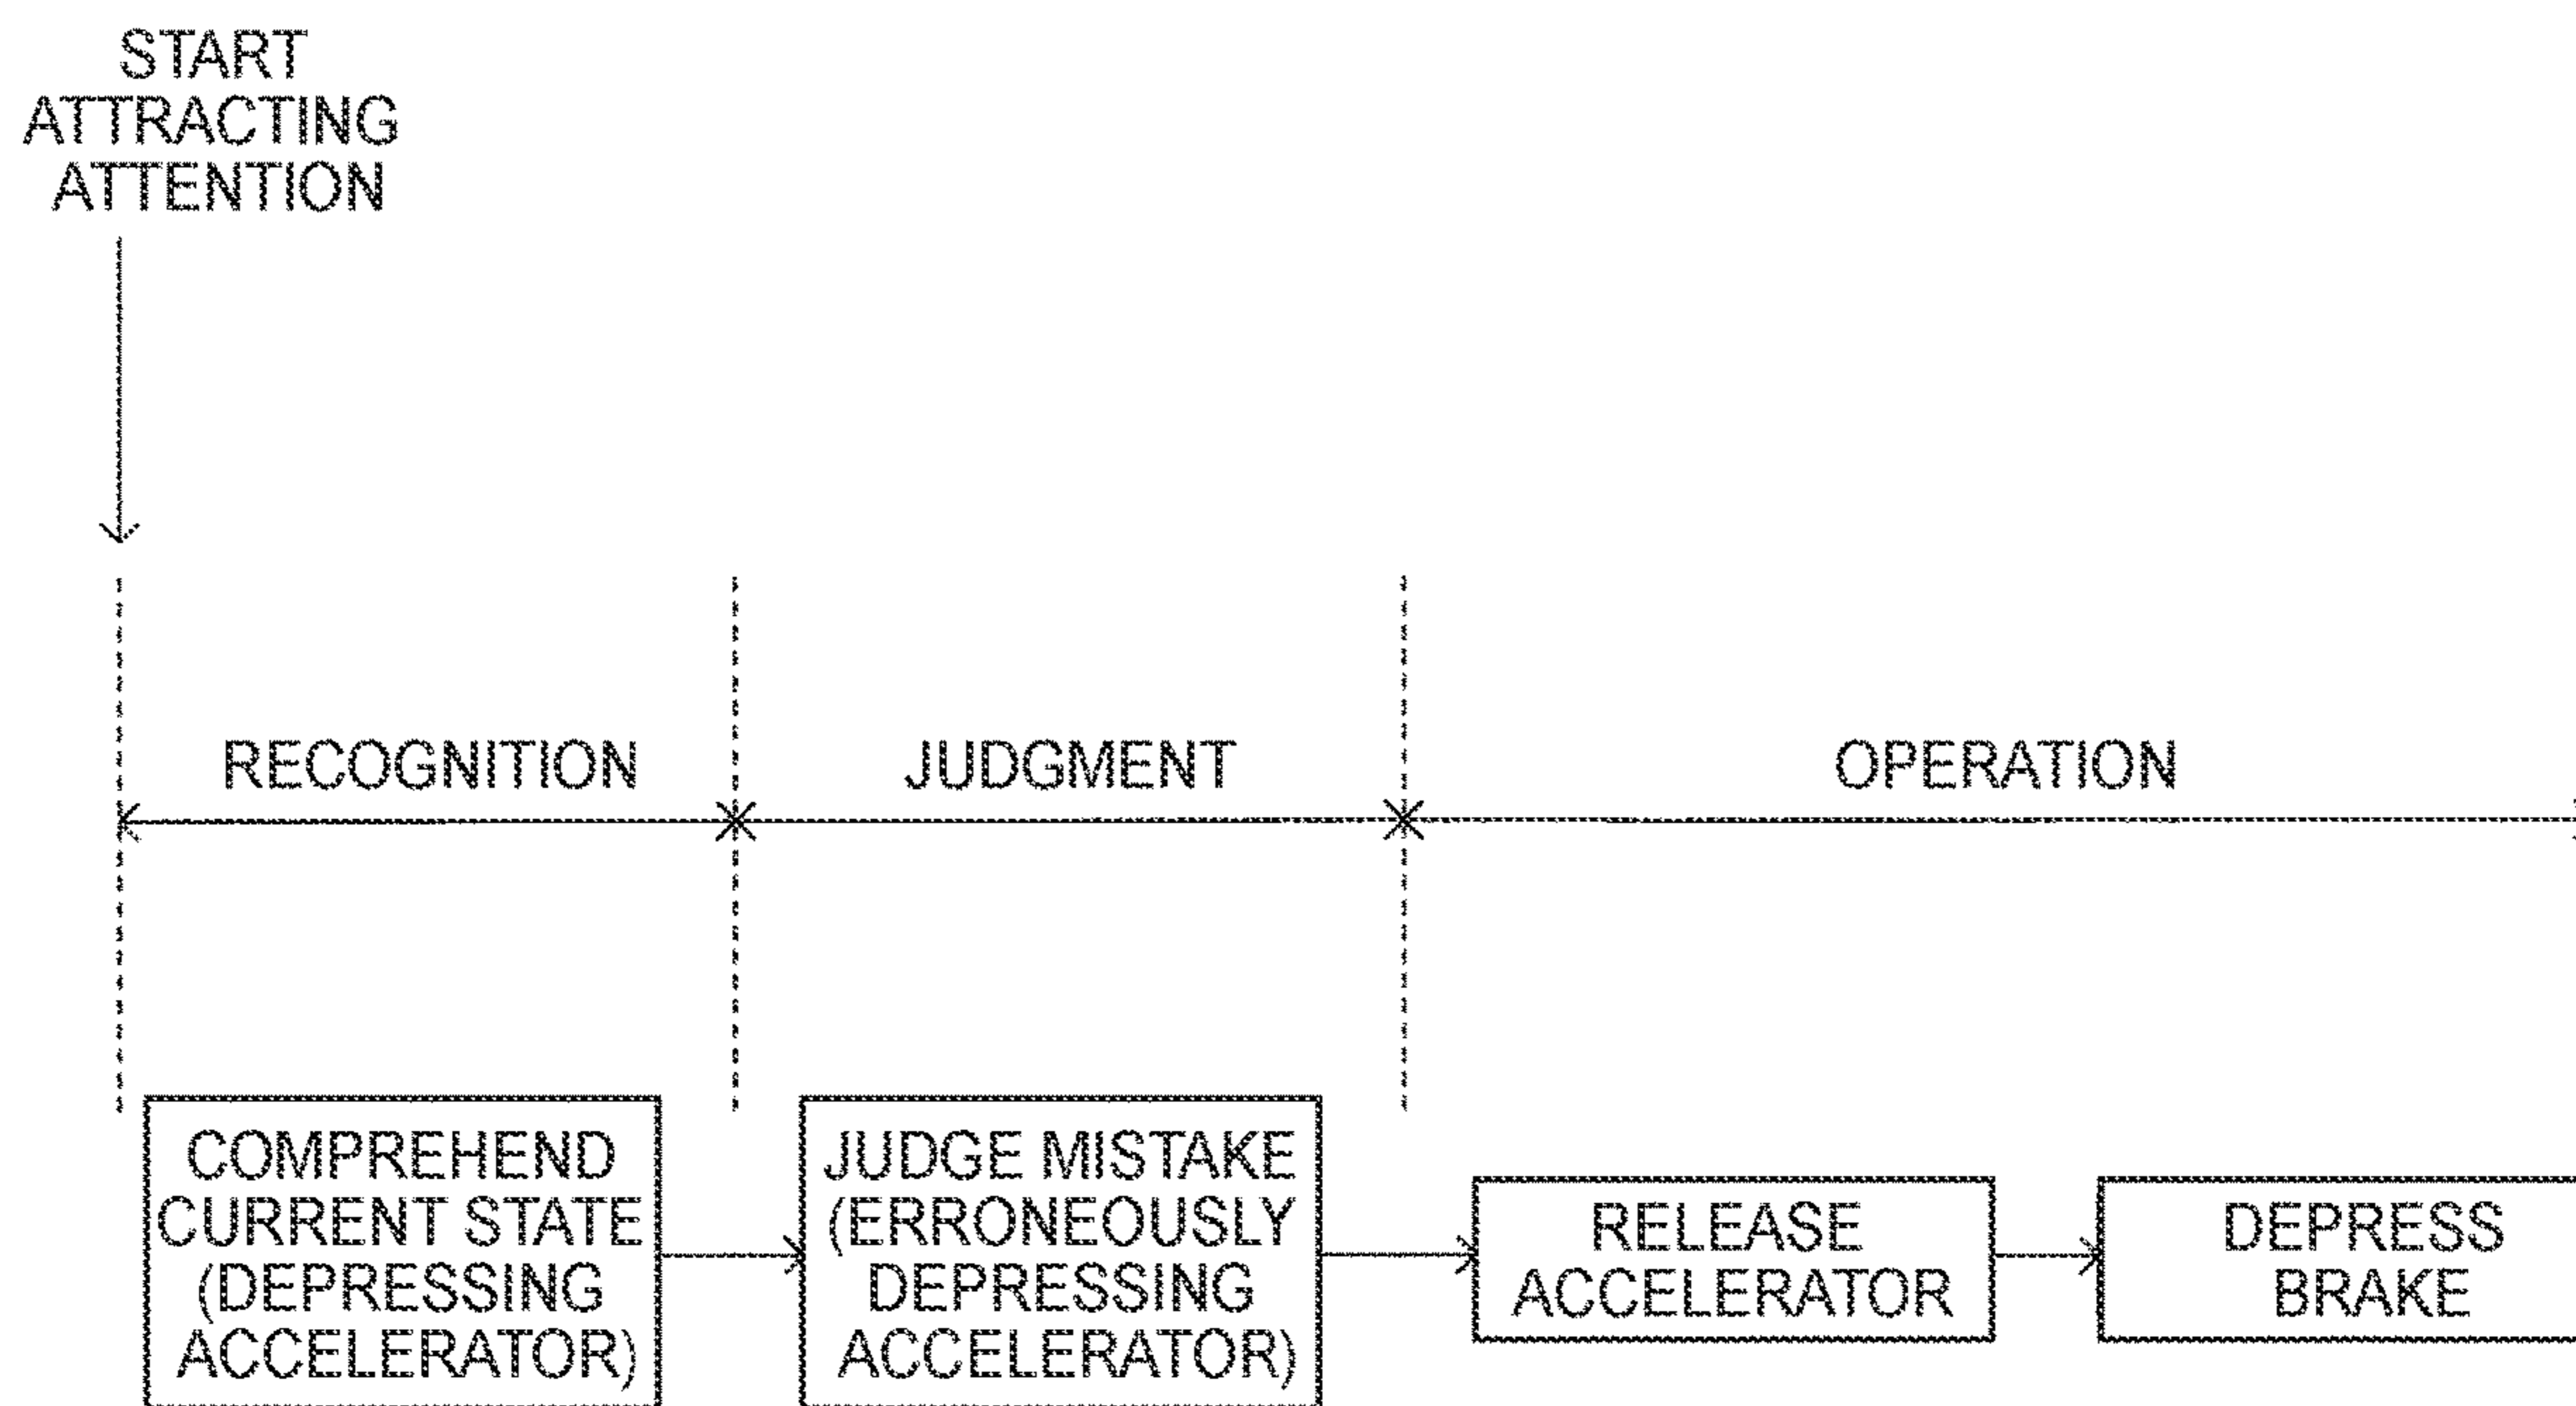 START
ATTRACTING
ATTENTION
RECOGNITION
JUDGMENT
OPERATION
COMPREHEND
CURRENT STATE
(DEPRESSING
ACCELERATOR)
JUDGE MISTAKE
(ERRONEOUSLY
DEPRESSING
ACCELERATOR)
RELEASE
ACCELERATOR
DEPRESS
BRAKE